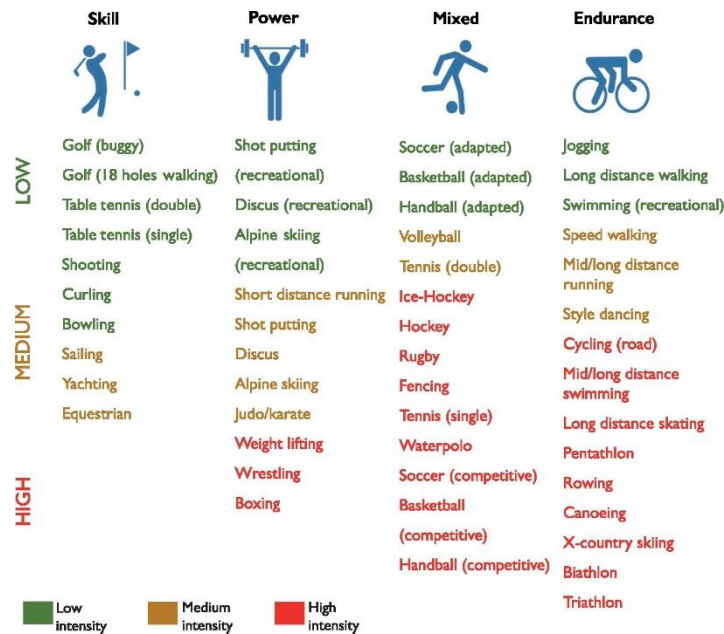 Skill
Power
Mixed
Endurance
LOW
MEDIUM
HIGH
Golf (buggy)
Golf (18 holes walking)
Table tennis (double)
Table tennis (single)
Shooting
Curling
Bowling
Sailing
Yachting
Equestrian
Shot putting
(recreational)
Discus (recreational)
Alpine skiing
(recreational)
Short distance running
Shot putting
Discus
Alpine skiing
Judo/karate
Weight lifting
Wrestling
Boxing
Soccer (adapted)
Basketball (adapted)
Handball (adapted)
Volleyball
Tennis (double)
Ice-Hockey
Hockey
Rugby
Fencing
Tennis (single)
Waterpolo
Soccer (competitive)
Basketball
(competitive)
Handball (competitive)
Jogging
Long distance walking
Swimming (recreational)
Speed walking
Mid/long distance
running
Style dancing
Cycling (road)
Mid/long distance
swimming
Long distance skating
Pentathlon
Rowing
Canoeing
X-country skiing
Biathlon
Triathlon
Low
intensity
Medium
intensity
High
intensity